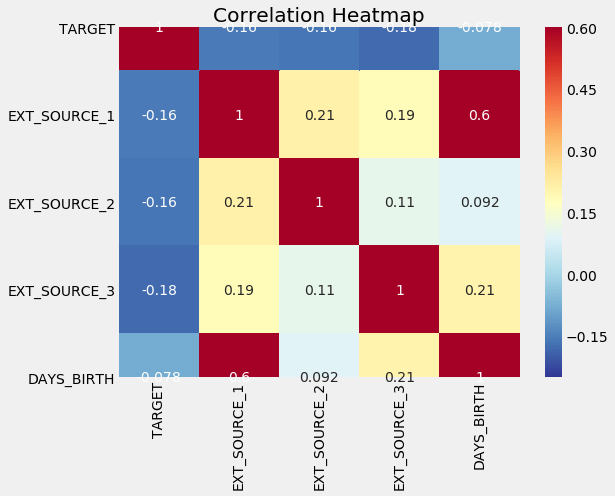 Correlation Heatmap
TARGET 1 -0.16 -0.16 -0.18 -0.078
EXT_SOURCE_1 -0.16 1 0.21 0.19 0.6
EXT_SOURCE_2 -0.16 0.21 1 0.11 0.092
EXT_SOURCE_3 -0.18 0.19 0.11 1 0.21
DAYS_BIRTH -0.078 0.6 0.092 0.21 1
TARGET
EXT_SOURCE_1
EXT_SOURCE_2
EXT_SOURCE_3
DAYS_BIRTH
0.60
0.45
0.30
0.15
0.00
−0.15